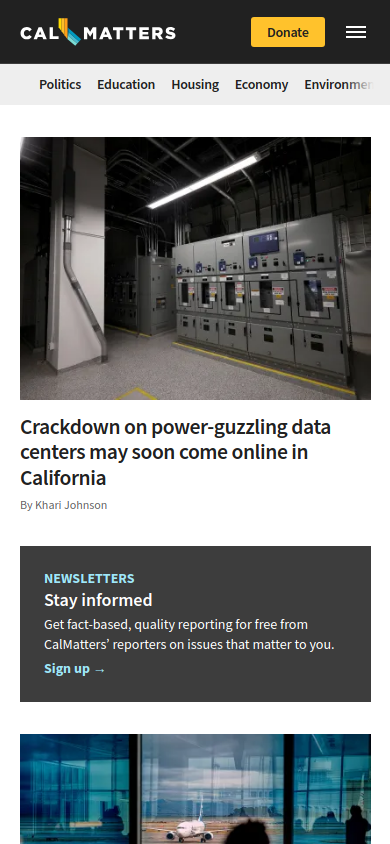 CAL MATTERS
Donate
Politics Education Housing Economy Environmen
Crackdown on power-guzzling data
centers may soon come online in
California
By Khari Johnson
NEWSLETTERS
Stay informed
Get fact-based, quality reporting for free from
CalMatters’ reporters on issues that matter to you.
Sign up →